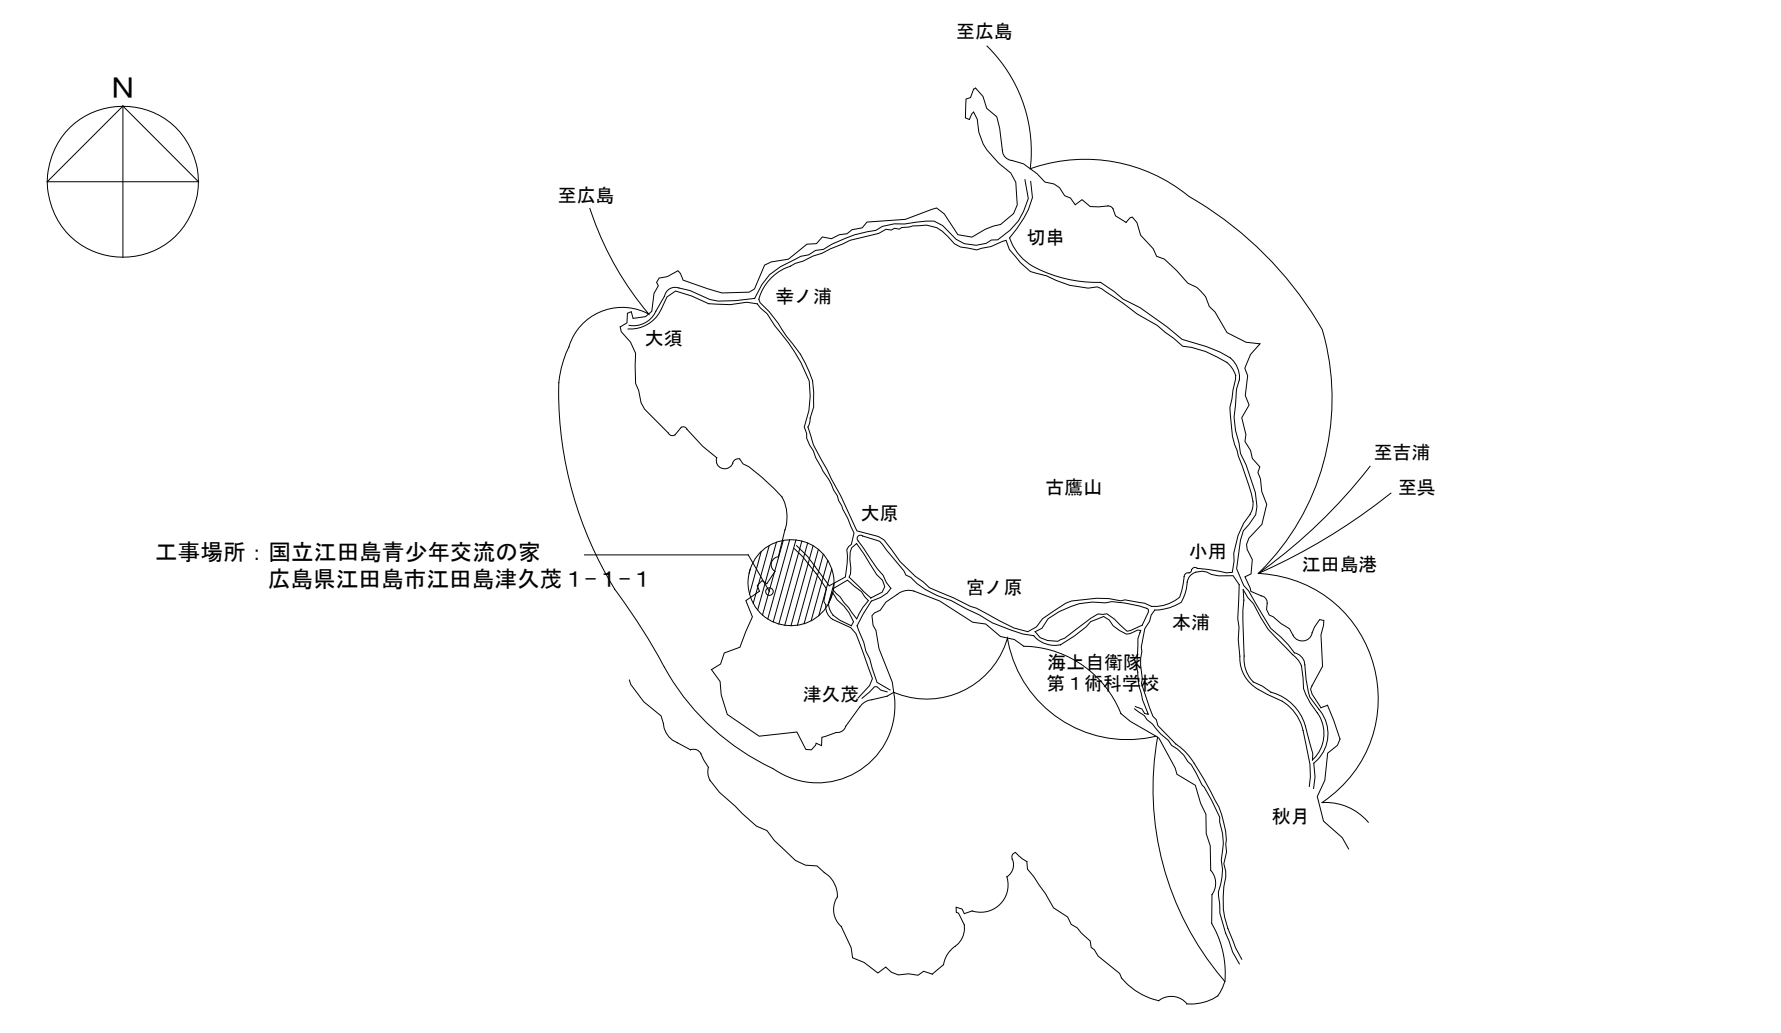 至広島
N
至広島
切串
幸ノ浦
大須
至吉浦
至呉
古鷹山
大原
工事場所：国立江田島青少年交流の家
広島県江田島市江田島津久茂１−１−１
小用
江田島港
宮ノ原
本浦
海上自衛隊
第１術科学校
津久茂
秋月